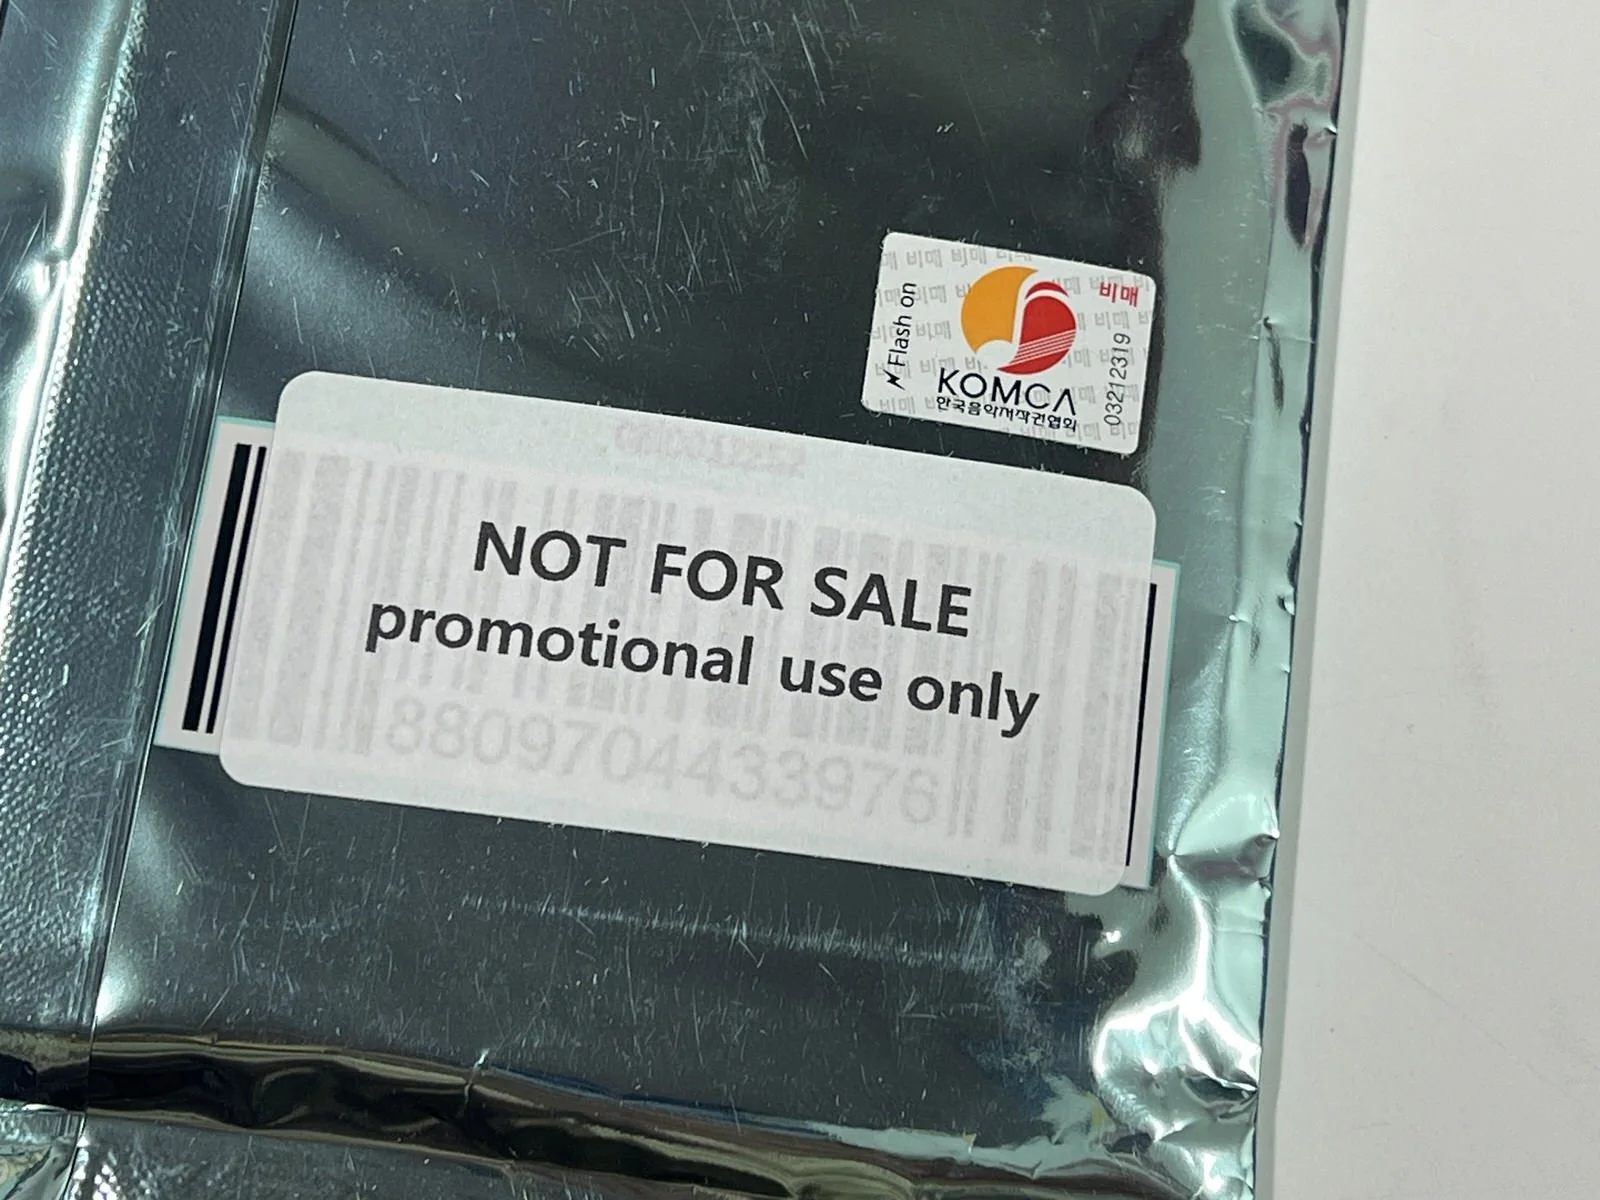 비매
Flash on
KOMCA
한국음악저작권협회
03212319
NOT FOR SALE
promotional use only
8809704433976